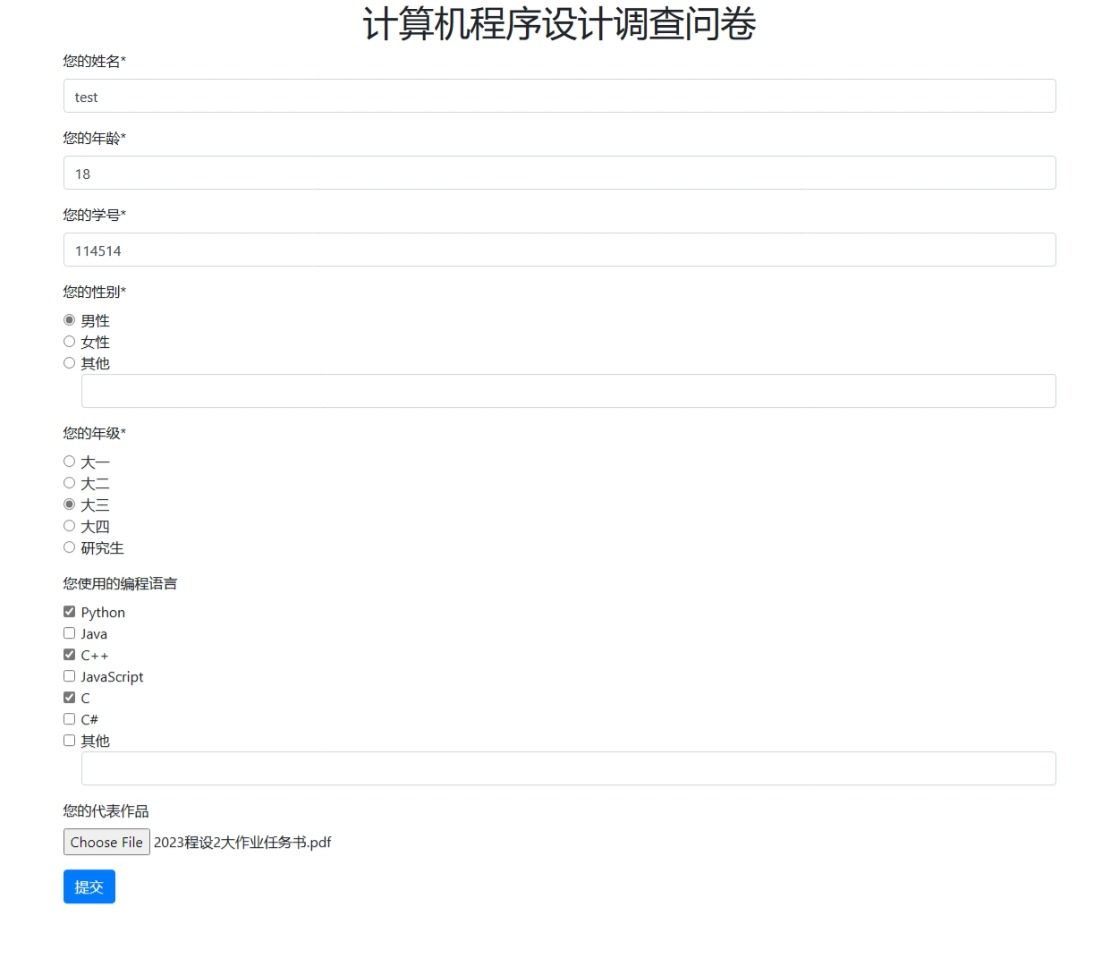 计算机程序设计调查问卷
您的姓名*
test
您的年龄*
18
您的学号*
114514
您的性别*
男性
女性
其他
您的年级*
大一
大二
大三
大四
研究生
您使用的编程语言
Python
Java
C++
JavaScript
C
C#
其他
您的代表作品
Choose File 2023程设2大作业任务书.pdf
提交